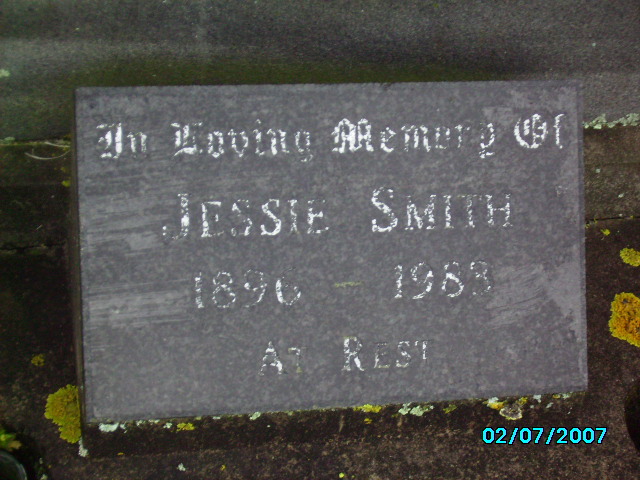 In Loving Memory Of
JESSIE SMITH
1896 - 1983
AT REST
02/07/2007